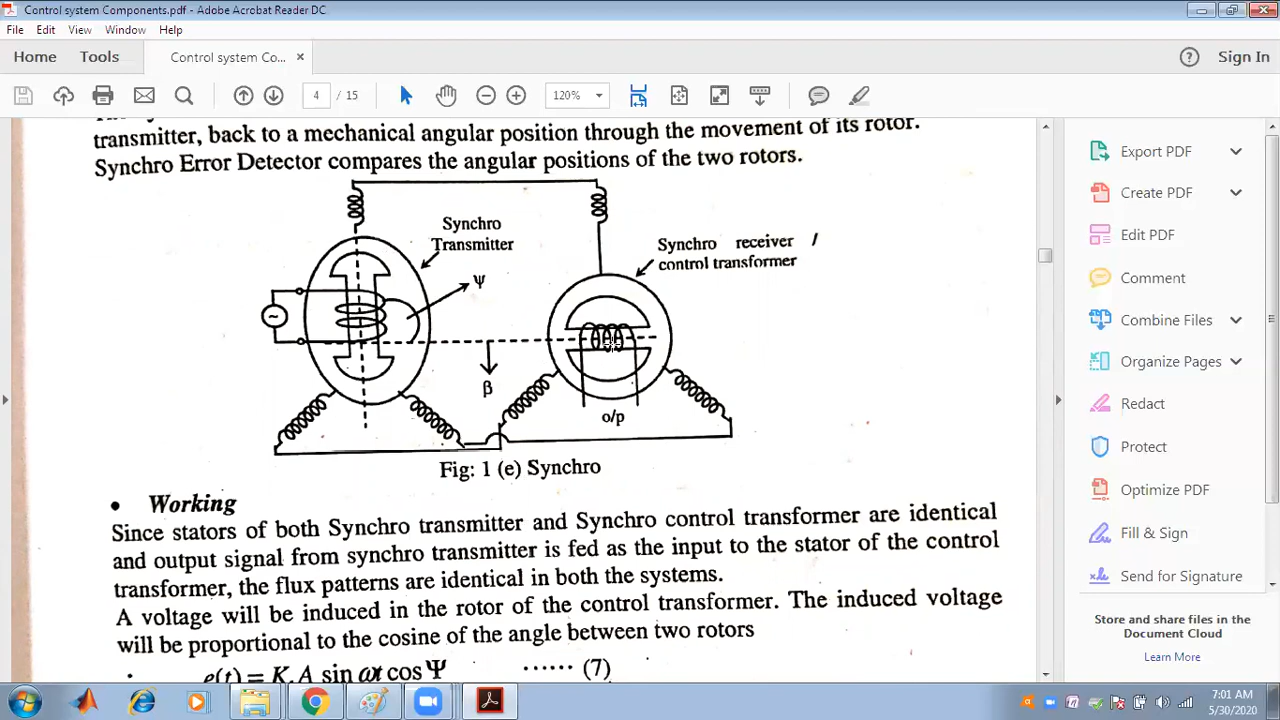 Control system Components.pdf - Adobe Acrobat Reader DC
File Edit View Window Help
Home Tools Control system Co... × Sign In
4 / 15 120%
transmitter, back to a mechanical angular position through the movement of its rotor.
Synchro Error Detector compares the angular positions of the two rotors.
Synchro
Transmitter
Ψ
Synchro receiver /
control transformer
~
β
o/p
Fig: 1 (e) Synchro
• Working
Since stators of both Synchro transmitter and Synchro control transformer are identical
and output signal from synchro transmitter is fed as the input to the stator of the control
transformer, the flux patterns are identical in both the systems.
A voltage will be induced in the rotor of the control transformer. The induced voltage
will be proportional to the cosine of the angle between two rotors
e(t) = K. A sin ωt cos Ψ ...... (7)
Export PDF
Create PDF
Edit PDF
Comment
Combine Files
Organize Pages
Redact
Protect
Optimize PDF
Fill & Sign
Send for Signature
Store and share files in the
Document Cloud
Learn More
7:01 AM
5/30/2020